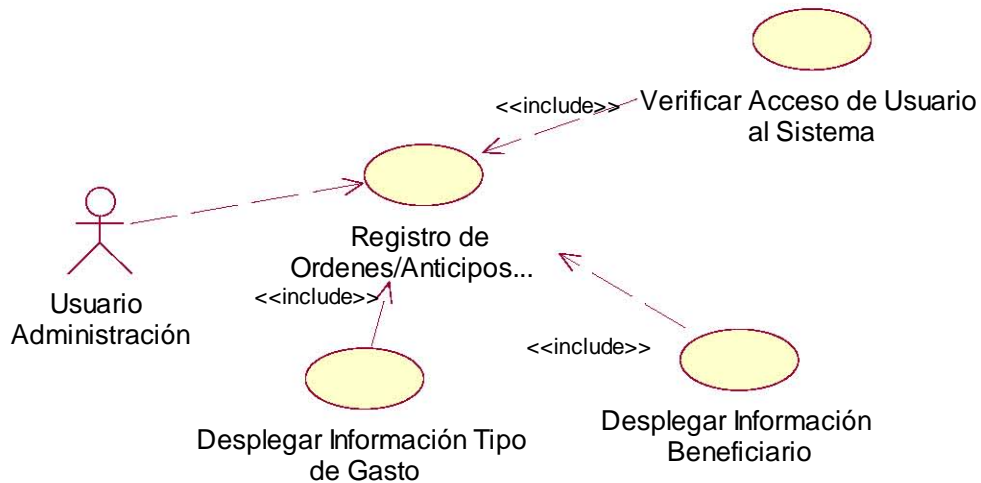 <<include>>
Verificar Acceso de Usuario
al Sistema
Registro de
Ordenes/Anticipos...
Usuario
Administración
<<include>>
<<include>>
Desplegar Información Tipo
de Gasto
Desplegar Información
Beneficiario